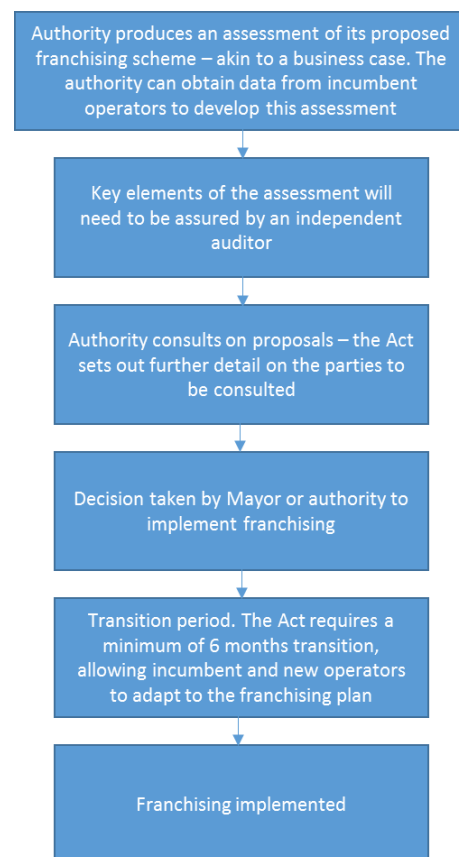 Authority produces an assessment of its proposed
franchising scheme – akin to a business case. The
authority can obtain data from incumbent
operators to develop this assessment
Key elements of the assessment will
need to be assured by an independent
auditor
Authority consults on proposals – the Act
sets out further detail on the parties to
be consulted
Decision taken by Mayor or authority to
implement franchising
Transition period. The Act requires a
minimum of 6 months transition,
allowing incumbent and new operators
to adapt to the franchising plan
Franchising implemented